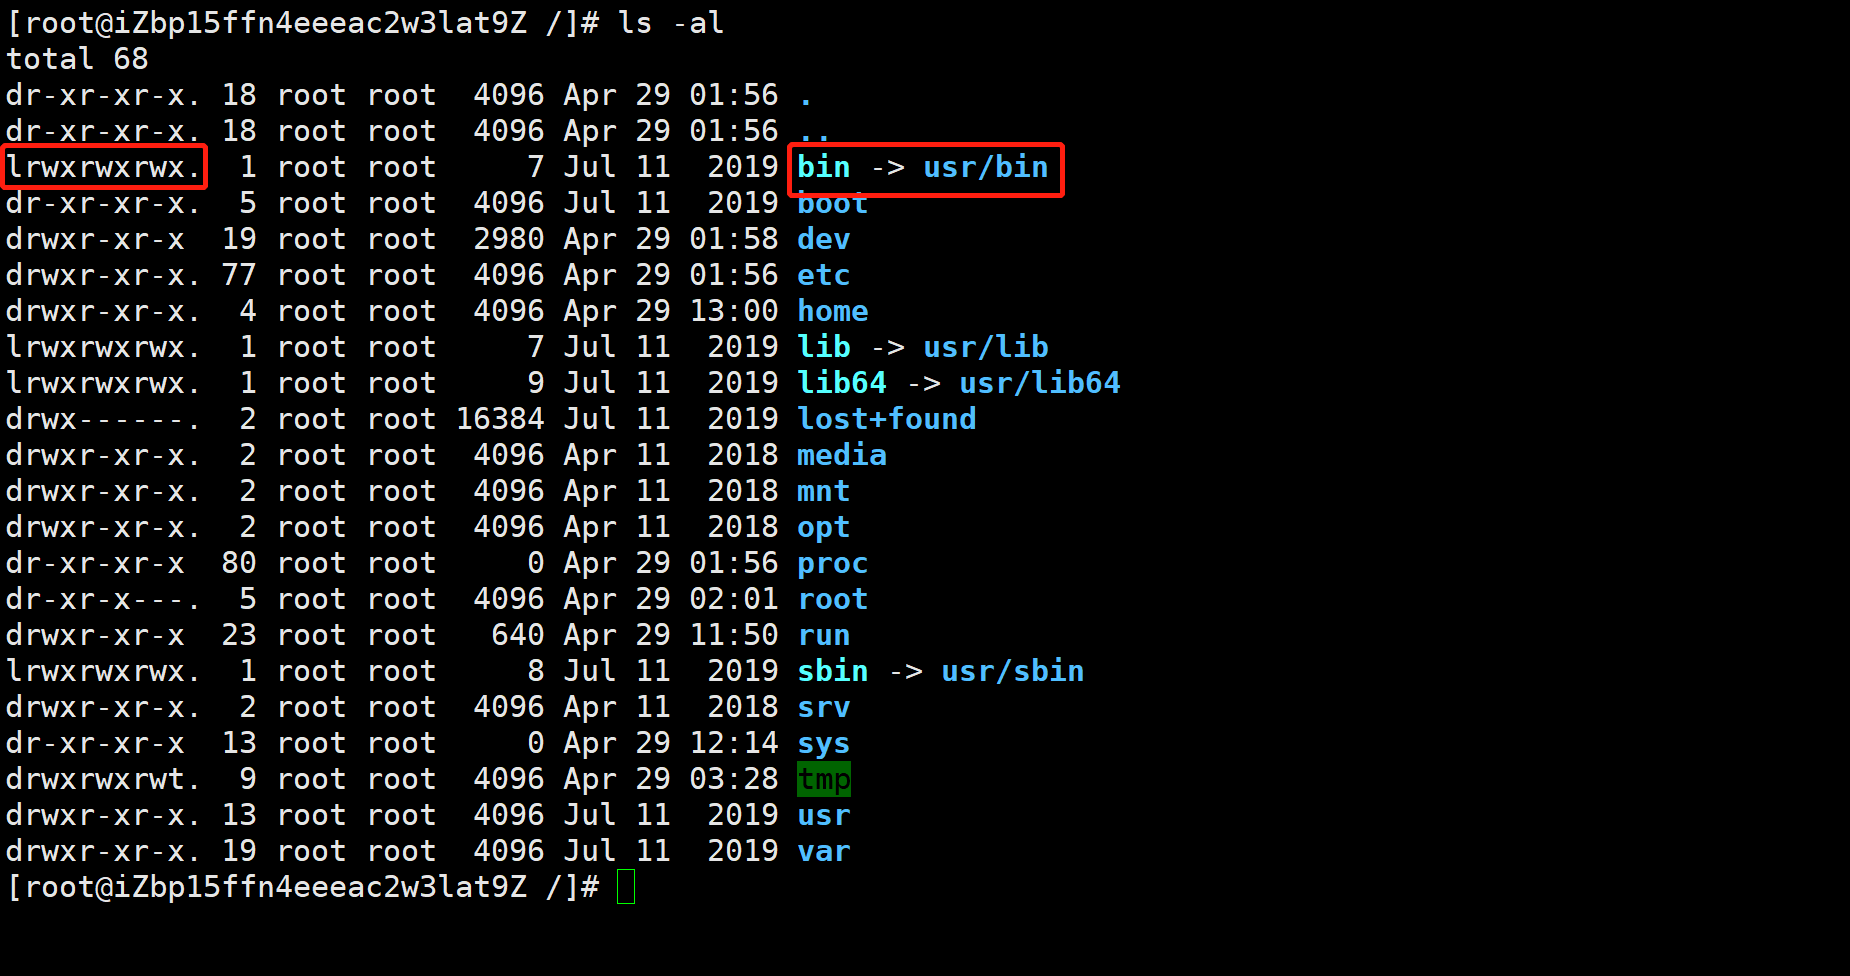 [root@iZbp15ffn4eeeac2w3lat9Z /]# ls -al
total 68
dr-xr-xr-x. 18 root root  4096 Apr 29 01:56 .
dr-xr-xr-x. 18 root root  4096 Apr 29 01:56 ..
lrwxrwxrwx.  1 root root     7 Jul 11  2019 bin -> usr/bin
dr-xr-xr-x.  5 root root  4096 Jul 11  2019 boot
drwxr-xr-x  19 root root  2980 Apr 29 01:58 dev
drwxr-xr-x. 77 root root  4096 Apr 29 01:56 etc
drwxr-xr-x.  4 root root  4096 Apr 29 13:00 home
lrwxrwxrwx.  1 root root     7 Jul 11  2019 lib -> usr/lib
lrwxrwxrwx.  1 root root     9 Jul 11  2019 lib64 -> usr/lib64
drwx------.  2 root root 16384 Jul 11  2019 lost+found
drwxr-xr-x.  2 root root  4096 Apr 11  2018 media
drwxr-xr-x.  2 root root  4096 Apr 11  2018 mnt
drwxr-xr-x.  2 root root  4096 Apr 11  2018 opt
dr-xr-xr-x  80 root root     0 Apr 29 01:56 proc
dr-xr-x---.  5 root root  4096 Apr 29 02:01 root
drwxr-xr-x  23 root root   640 Apr 29 11:50 run
lrwxrwxrwx.  1 root root     8 Jul 11  2019 sbin -> usr/sbin
drwxr-xr-x.  2 root root  4096 Apr 11  2018 srv
dr-xr-xr-x  13 root root     0 Apr 29 12:14 sys
drwxrwxrwt.  9 root root  4096 Apr 29 03:28 tmp
drwxr-xr-x. 13 root root  4096 Jul 11  2019 usr
drwxr-xr-x. 19 root root  4096 Jul 11  2019 var
[root@iZbp15ffn4eeeac2w3lat9Z /]#